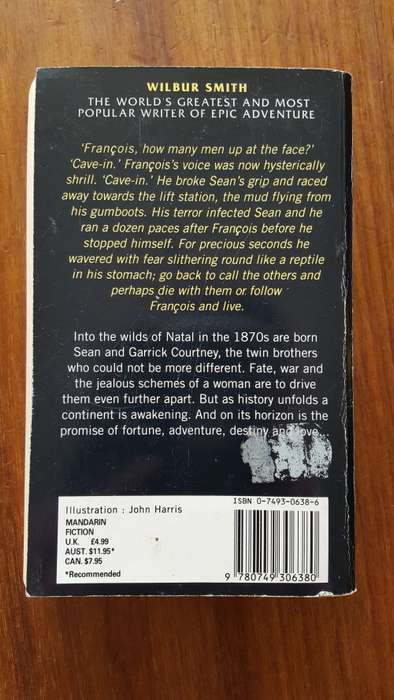 WILBUR SMITH
THE WORLD'S GREATEST AND MOST
POPULAR WRITER OF EPIC ADVENTURE
'François, how many men up at the face?'
'Cave-in.' François's voice was now hysterically
shrill. 'Cave-in.' He broke Sean's grip and raced
away towards the lift station, the mud flying from
his gumboots. His terror infected Sean and he
ran a dozen paces after François before he
stopped himself. For precious seconds he
wavered with fear slithering round like a reptile
in his stomach; go back to call the others and
perhaps die with them or follow
François and live.
Into the wilds of Natal in the 1870s are born
Sean and Garrick Courtney, the twin brothers
who could not be more different. Fate, war and
the jealous schemes of a woman are to drive
them even further apart. But as history unfolds a
continent is awakening. And on its horizon is the
promise of fortune, adventure, destiny and love...
ISBN 0-7493-0638-6
Illustration : John Harris
MANDARIN
FICTION
U.K. £4.99
AUST. $11.95*
CAN. $7.95
*Recommended
9 780749 306380